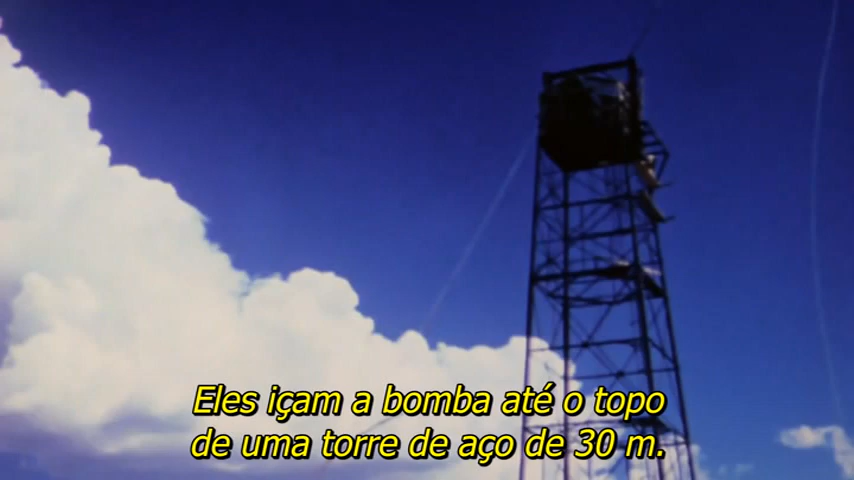 Eles içam a bomba até o topo
de uma torre de aço de 30 m.